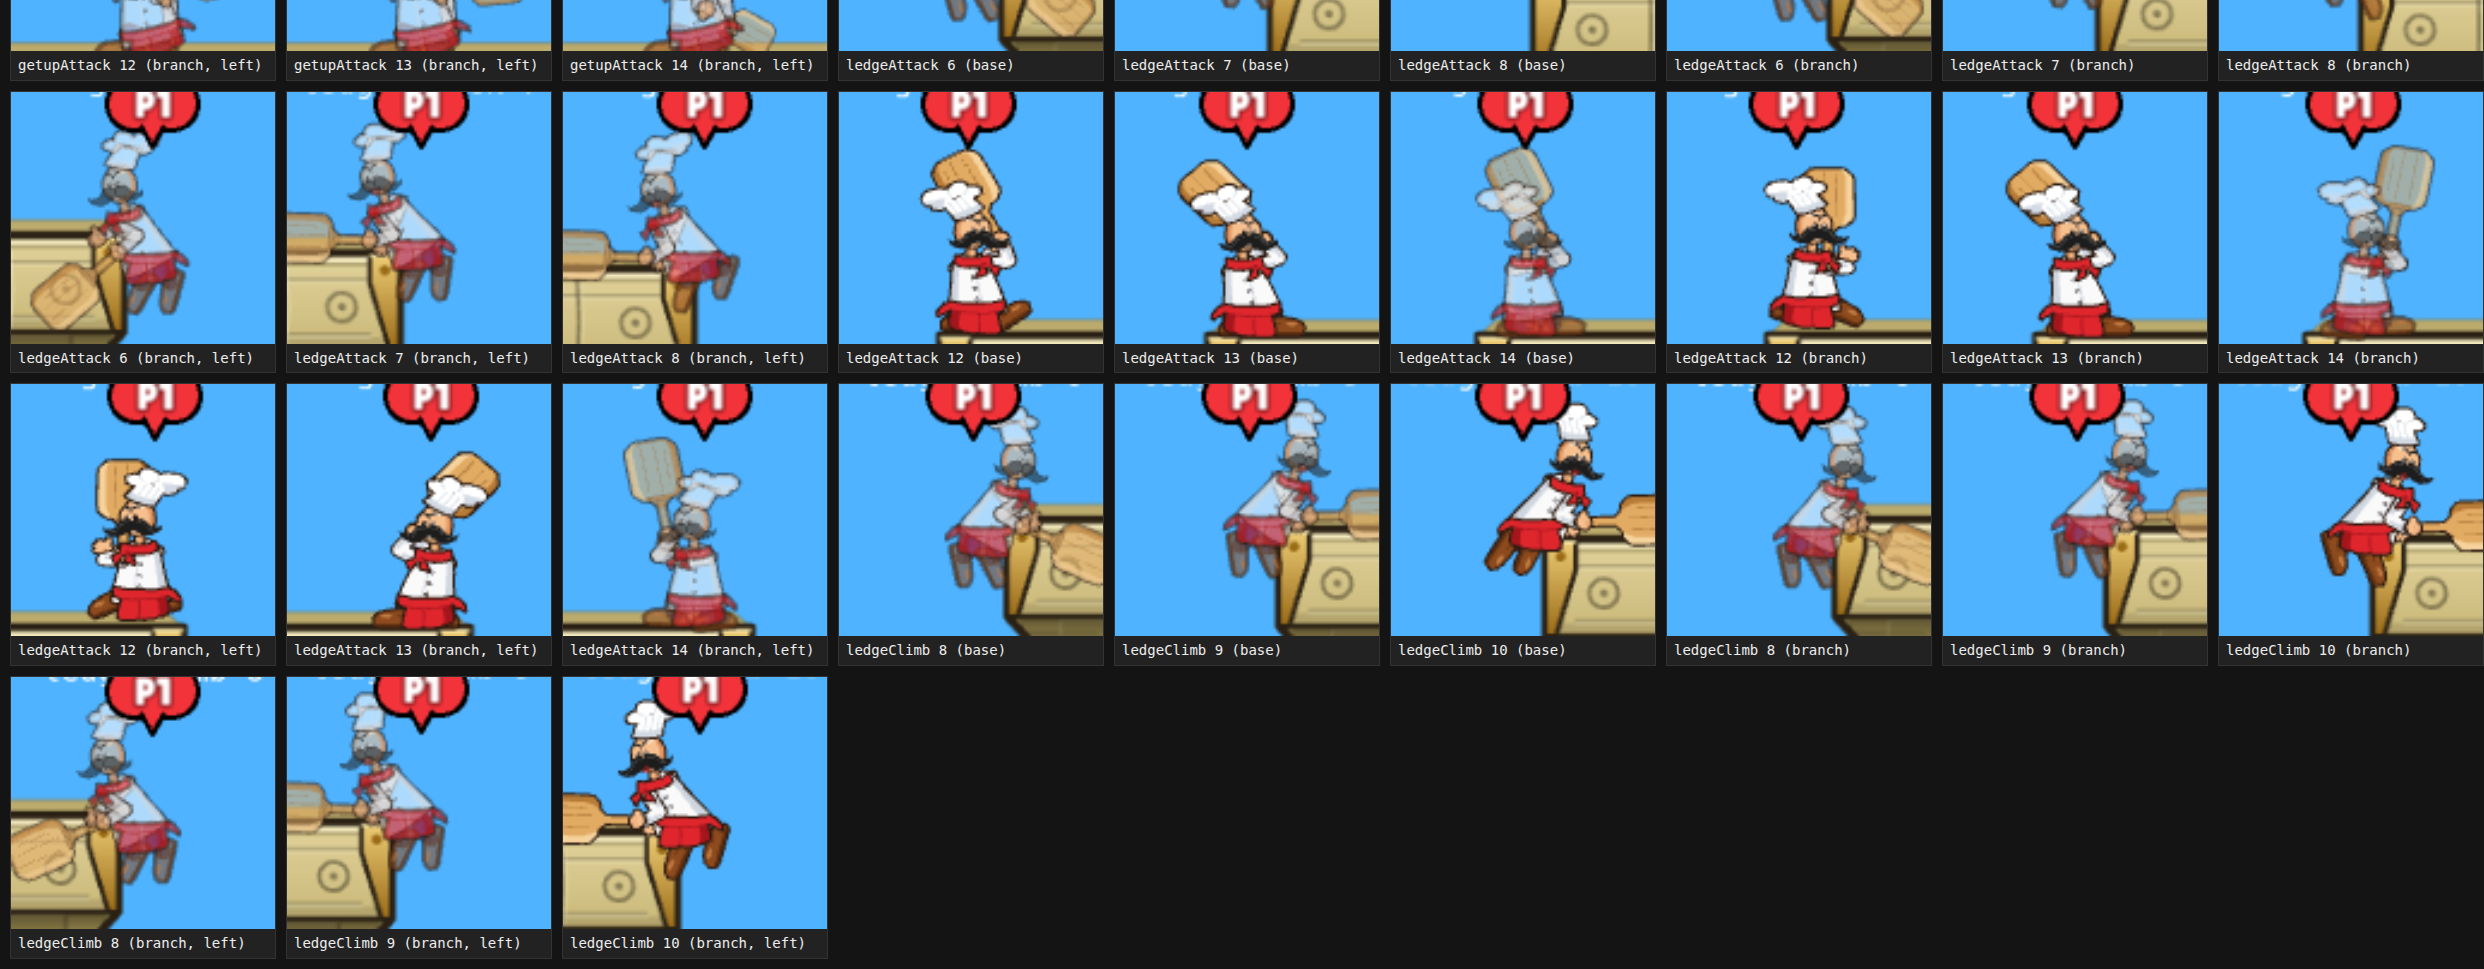 getupAttack 12 (branch, left)
getupAttack 13 (branch, left)
getupAttack 14 (branch, left)
ledgeAttack 6 (base)
ledgeAttack 7 (base)
ledgeAttack 8 (base)
ledgeAttack 6 (branch)
ledgeAttack 7 (branch)
ledgeAttack 8 (branch)
P1
P1
P1
P1
P1
P1
P1
P1
P1
ledgeAttack 6 (branch, left)
ledgeAttack 7 (branch, left)
ledgeAttack 8 (branch, left)
ledgeAttack 12 (base)
ledgeAttack 13 (base)
ledgeAttack 14 (base)
ledgeAttack 12 (branch)
ledgeAttack 13 (branch)
ledgeAttack 14 (branch)
P1
P1
P1
P1
P1
P1
P1
P1
P1
ledgeAttack 12 (branch, left)
ledgeAttack 13 (branch, left)
ledgeAttack 14 (branch, left)
ledgeClimb 8 (base)
ledgeClimb 9 (base)
ledgeClimb 10 (base)
ledgeClimb 8 (branch)
ledgeClimb 9 (branch)
ledgeClimb 10 (branch)
P1
P1
P1
ledgeClimb 8 (branch, left)
ledgeClimb 9 (branch, left)
ledgeClimb 10 (branch, left)